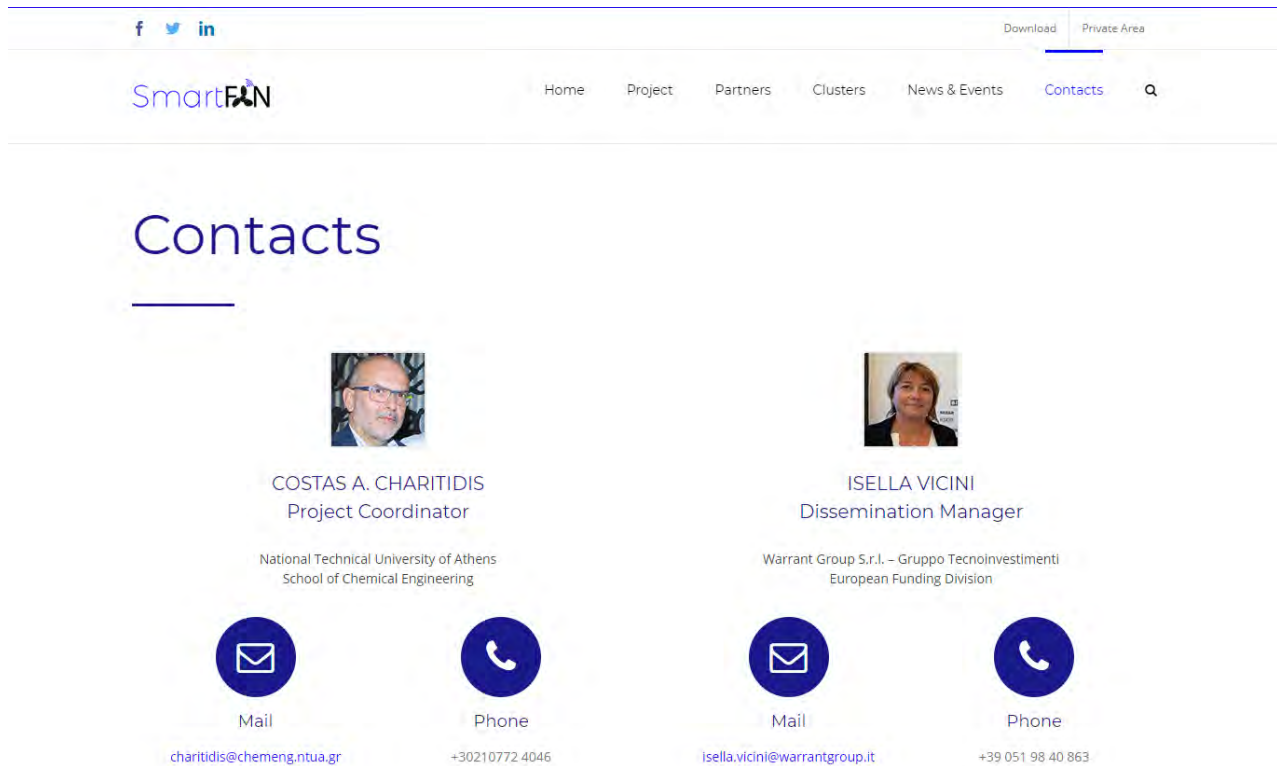 Download Private Area
SmartFAN
Home Project Partners Clusters News & Events Contacts
Contacts
COSTAS A. CHARITIDIS
Project Coordinator
National Technical University of Athens
School of Chemical Engineering
Mail
charitidis@chemeng.ntua.gr
Phone
+30210772 4046
ISELLA VICINI
Dissemination Manager
Warrant Group S.r.l. – Gruppo Tecnoinvestimenti
European Funding Division
Mail
isella.vicini@warrantgroup.it
Phone
+39 051 98 40 863